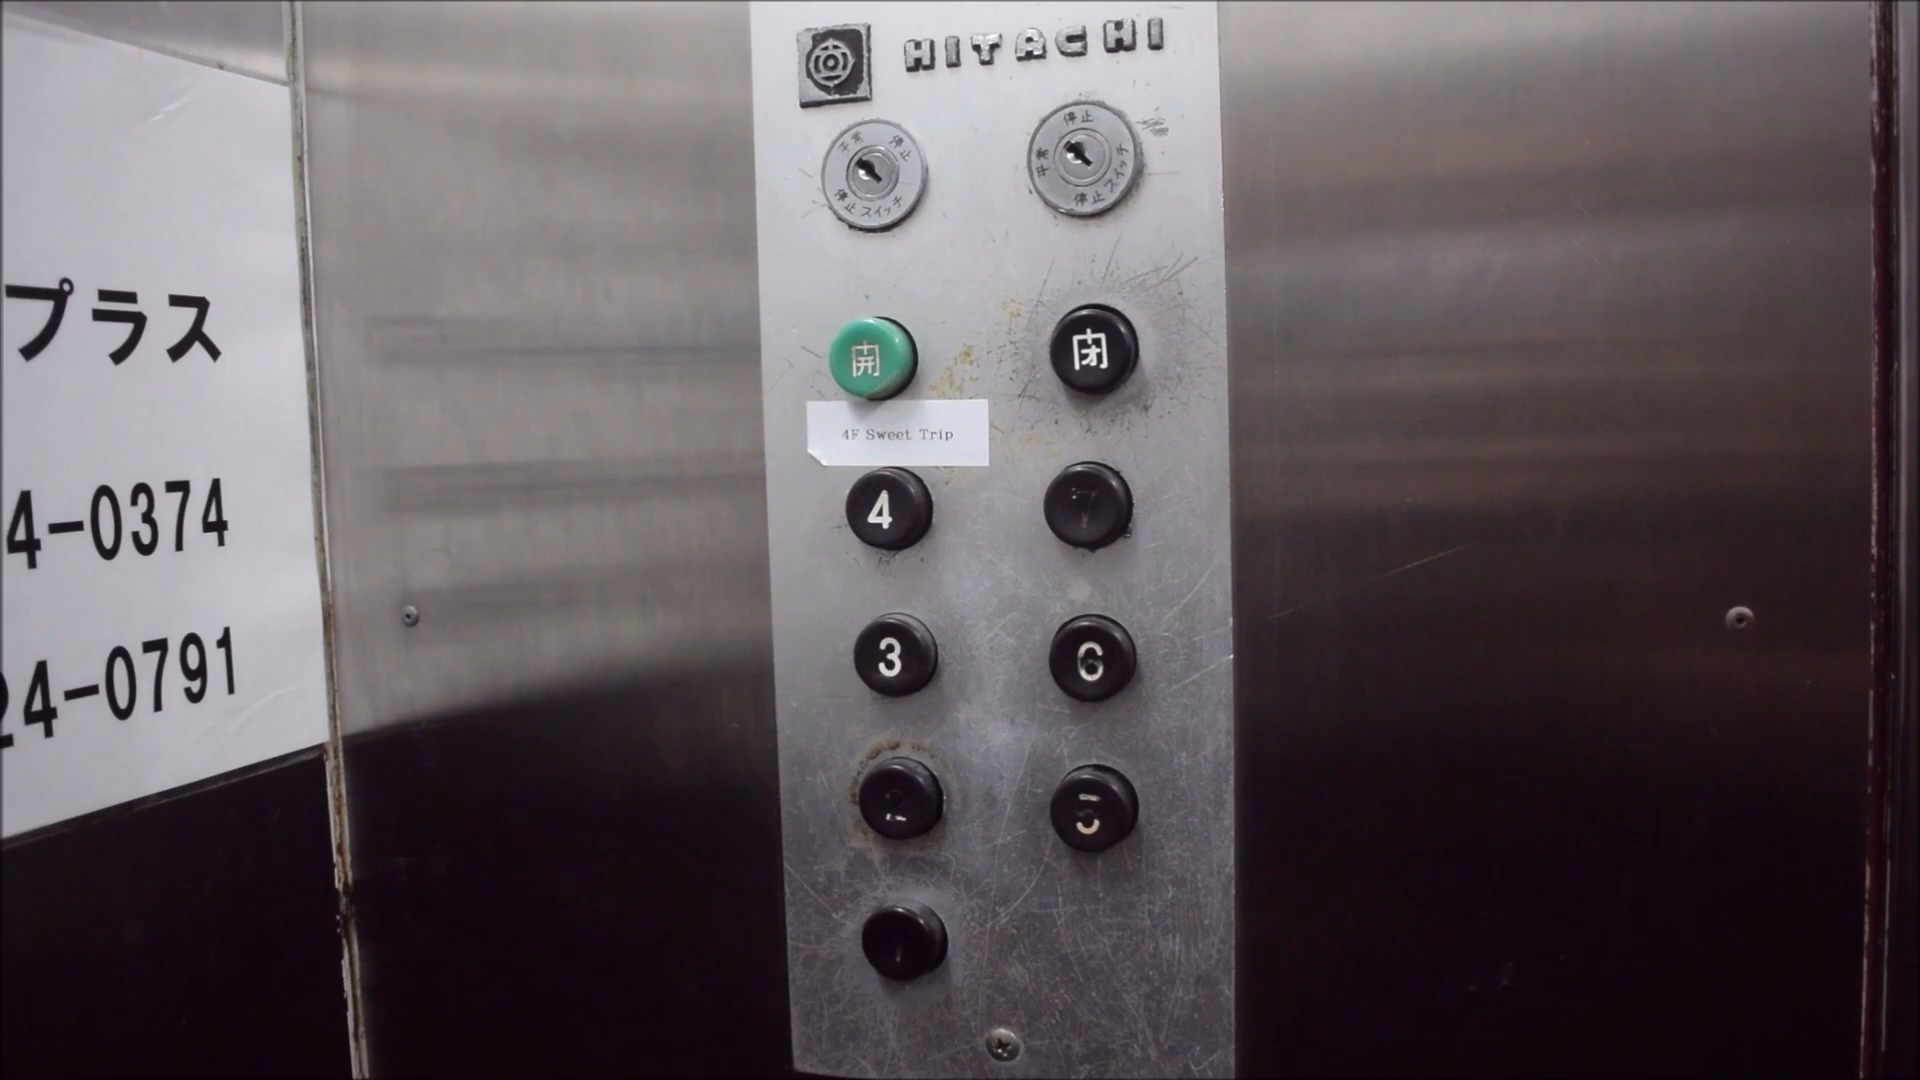 HITACHI
平常 停止
停止スイッチ
停止
平常
停止スイッチ
開 閉
4F Sweet Trip
4 7
3 6
2 5
1
プラス
4-0374
24-0791